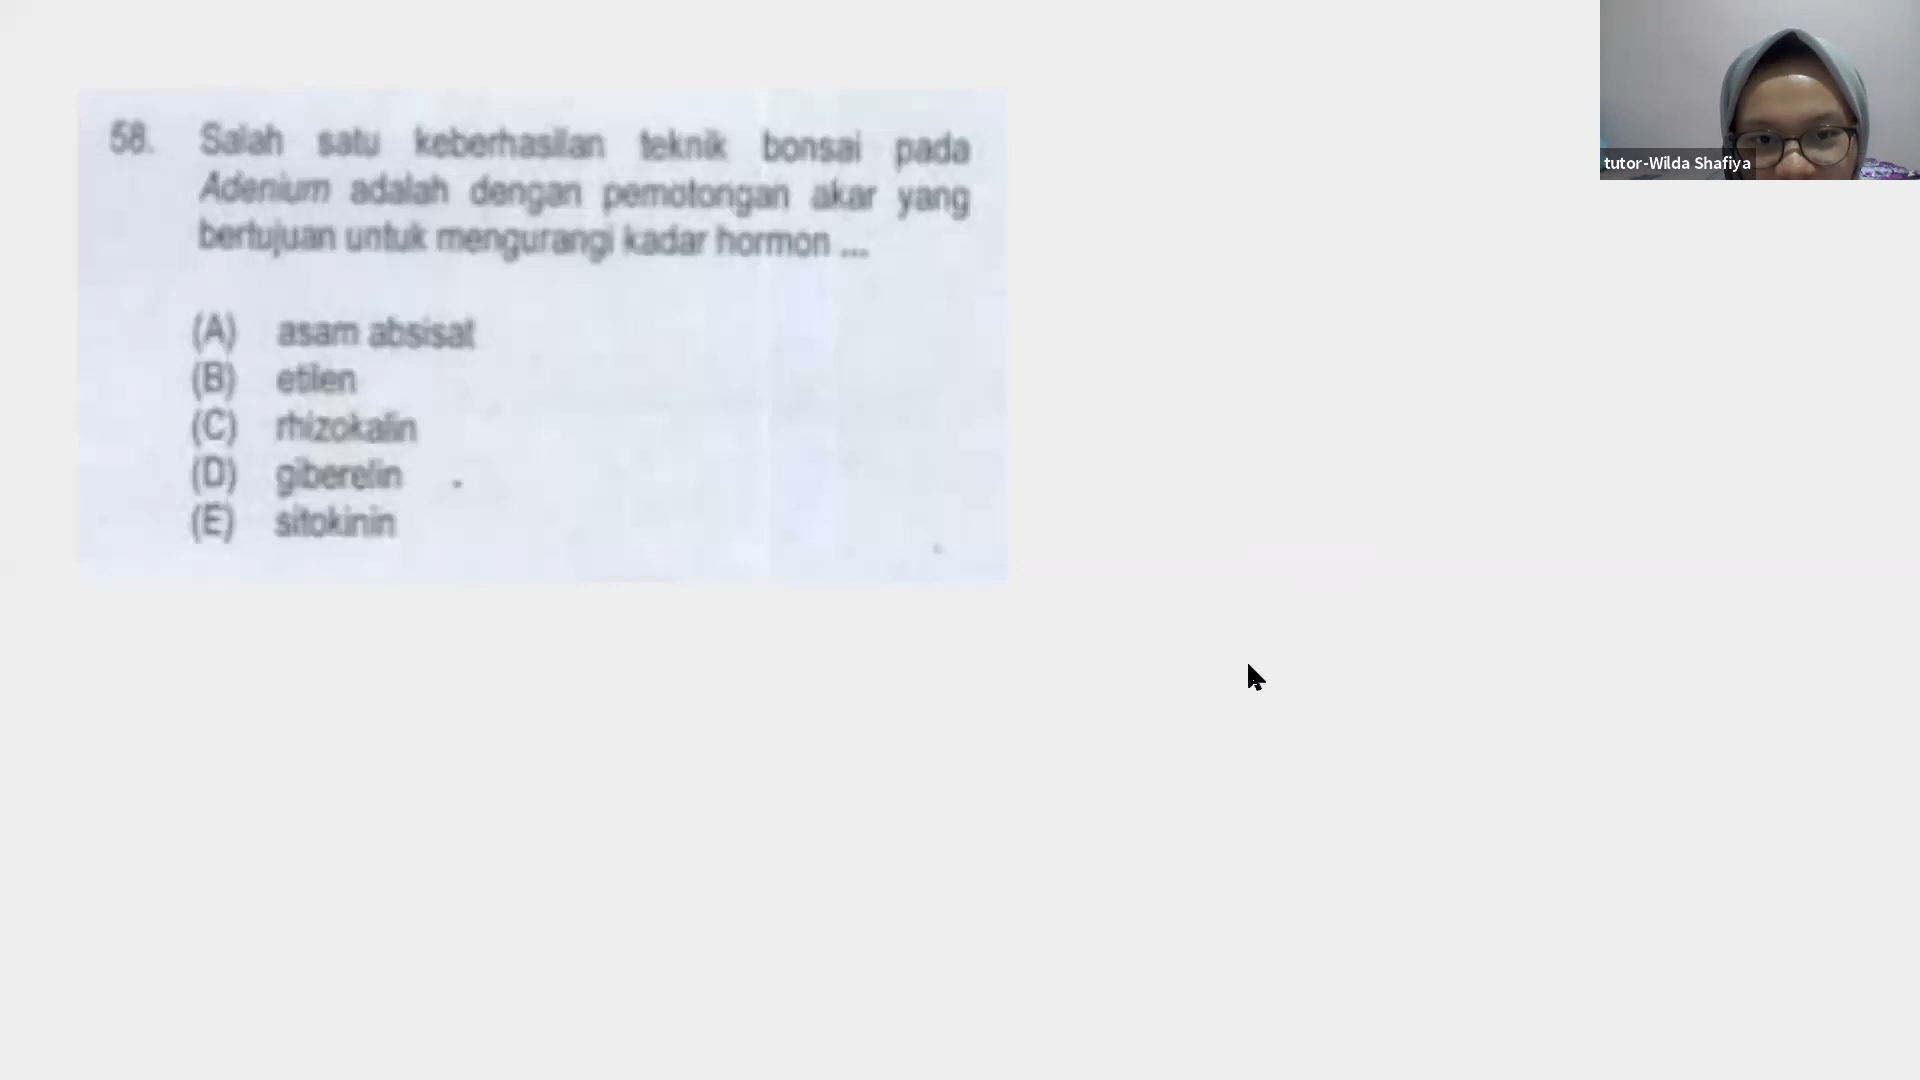 58. Salah satu keberhasilan teknik bonsai pada
Adenium adalah dengan pemotongan akar yang
bertujuan untuk mengurangi kadar hormon ...
(A) asam absisat
(B) etilen
(C) rhizokalin
(D) giberelin
(E) sitokinin
tutor-Wilda Shafiya